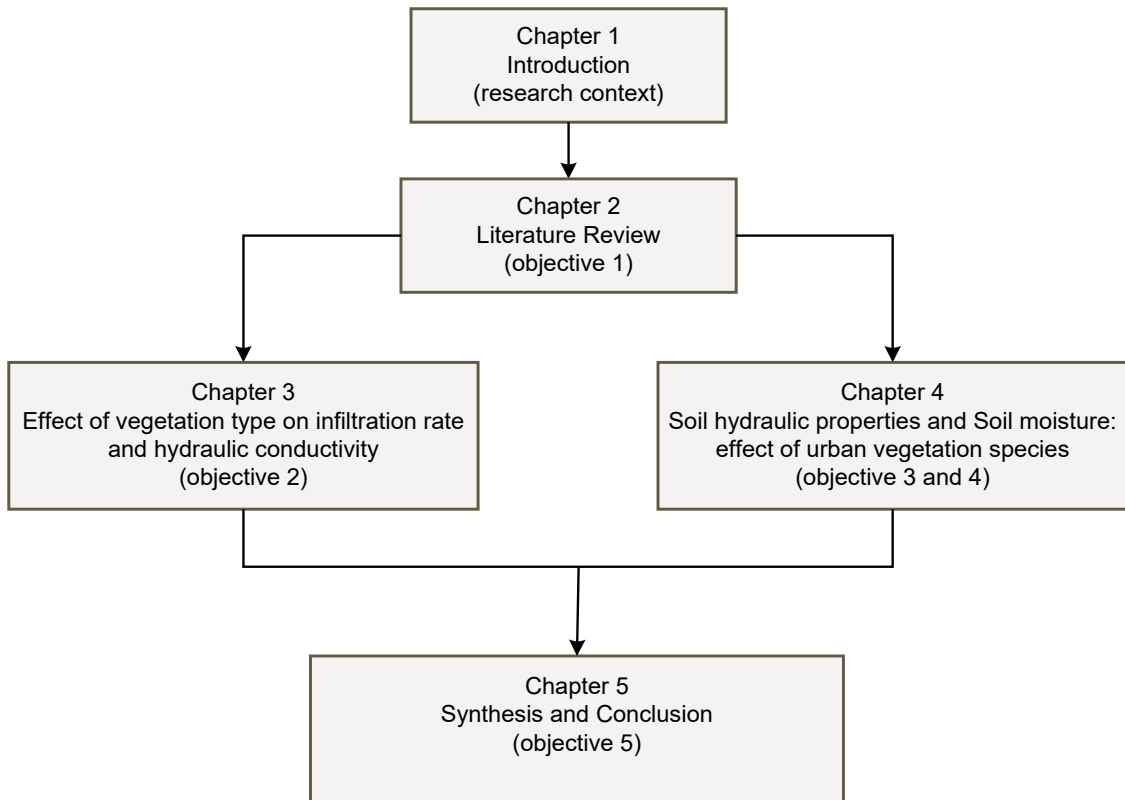 Chapter 1
Introduction
(research context)
Chapter 2
Literature Review
(objective 1)
Chapter 3
Effect of vegetation type on infiltration rate
and hydraulic conductivity
(objective 2)
Chapter 4
Soil hydraulic properties and Soil moisture:
effect of urban vegetation species
(objective 3 and 4)
Chapter 5
Synthesis and Conclusion
(objective 5)